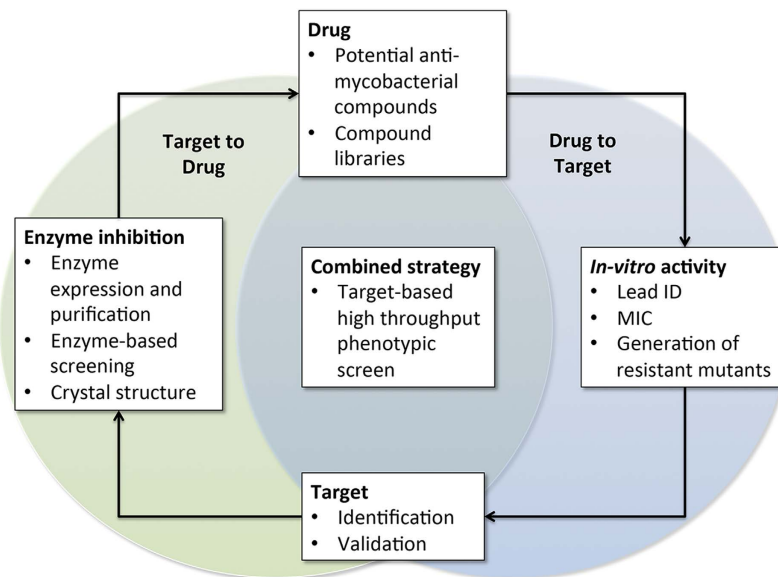 Drug
• Potential anti-
mycobacterial
compounds
• Compound
libraries
Target to
Drug
Drug to
Target
Enzyme inhibition
• Enzyme
expression and
purification
• Enzyme-based
screening
• Crystal structure
Combined strategy
• Target-based
high throughput
phenotypic
screen
In-vitro activity
• Lead ID
• MIC
• Generation of
resistant mutants
Target
• Identification
• Validation